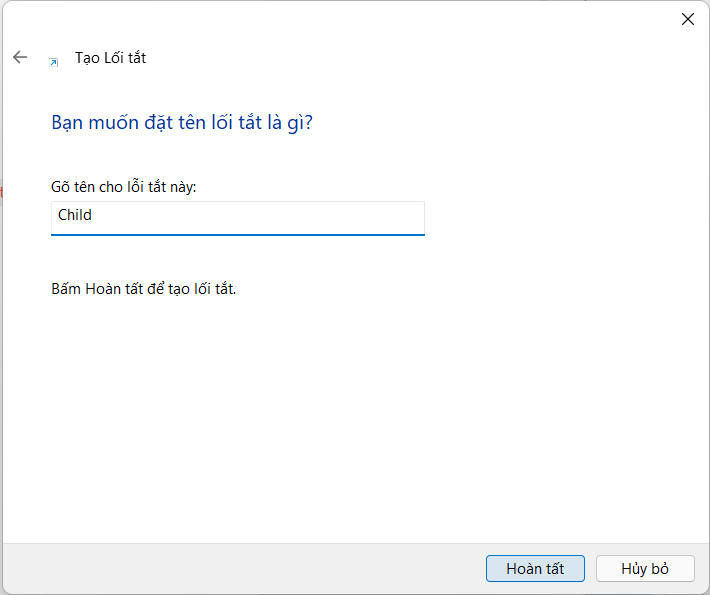 Tạo Lối tắt
Bạn muốn đặt tên lối tắt là gì?
Gõ tên cho lỗi tắt này:
Child
Bấm Hoàn tất để tạo lối tắt.
Hoàn tất
Hủy bỏ